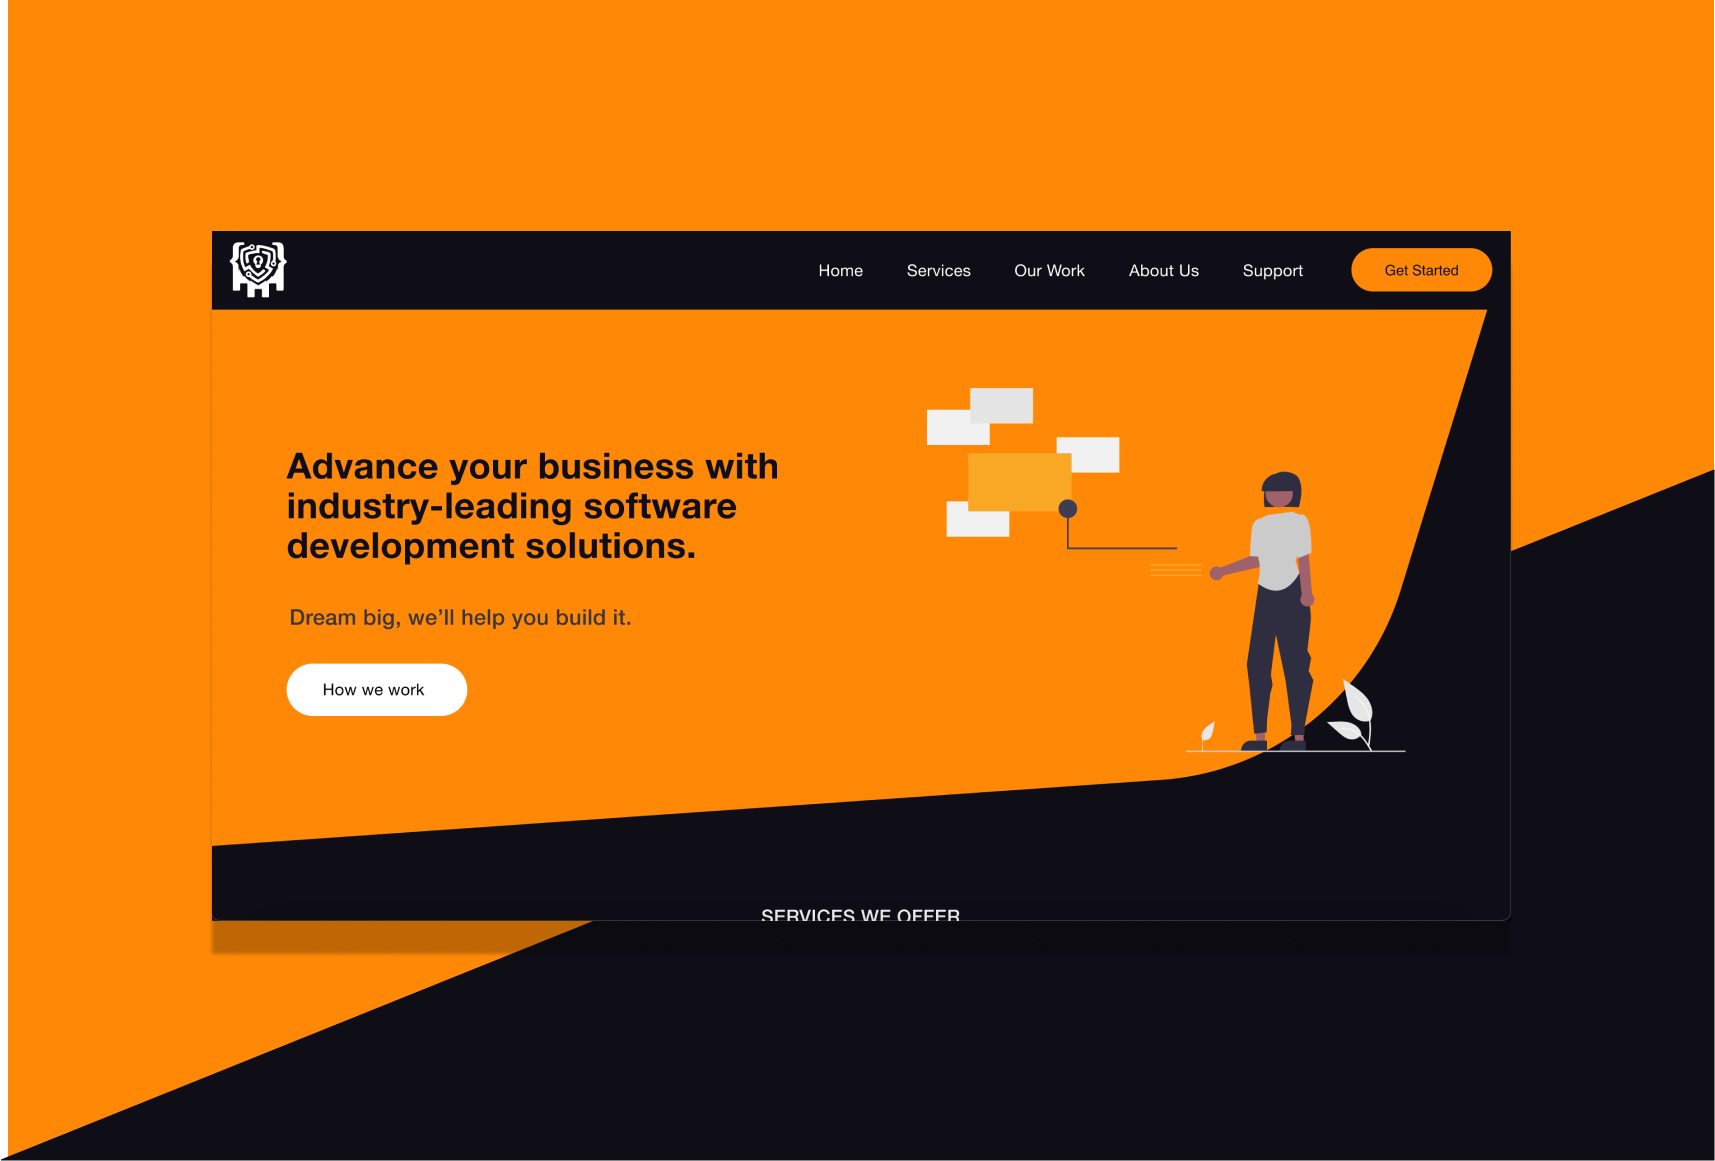 Home
Services
Our Work
About Us
Support
Get Started
Advance your business with
industry-leading software
development solutions.
Dream big, we’ll help you build it.
How we work
SERVICES WE OFFER